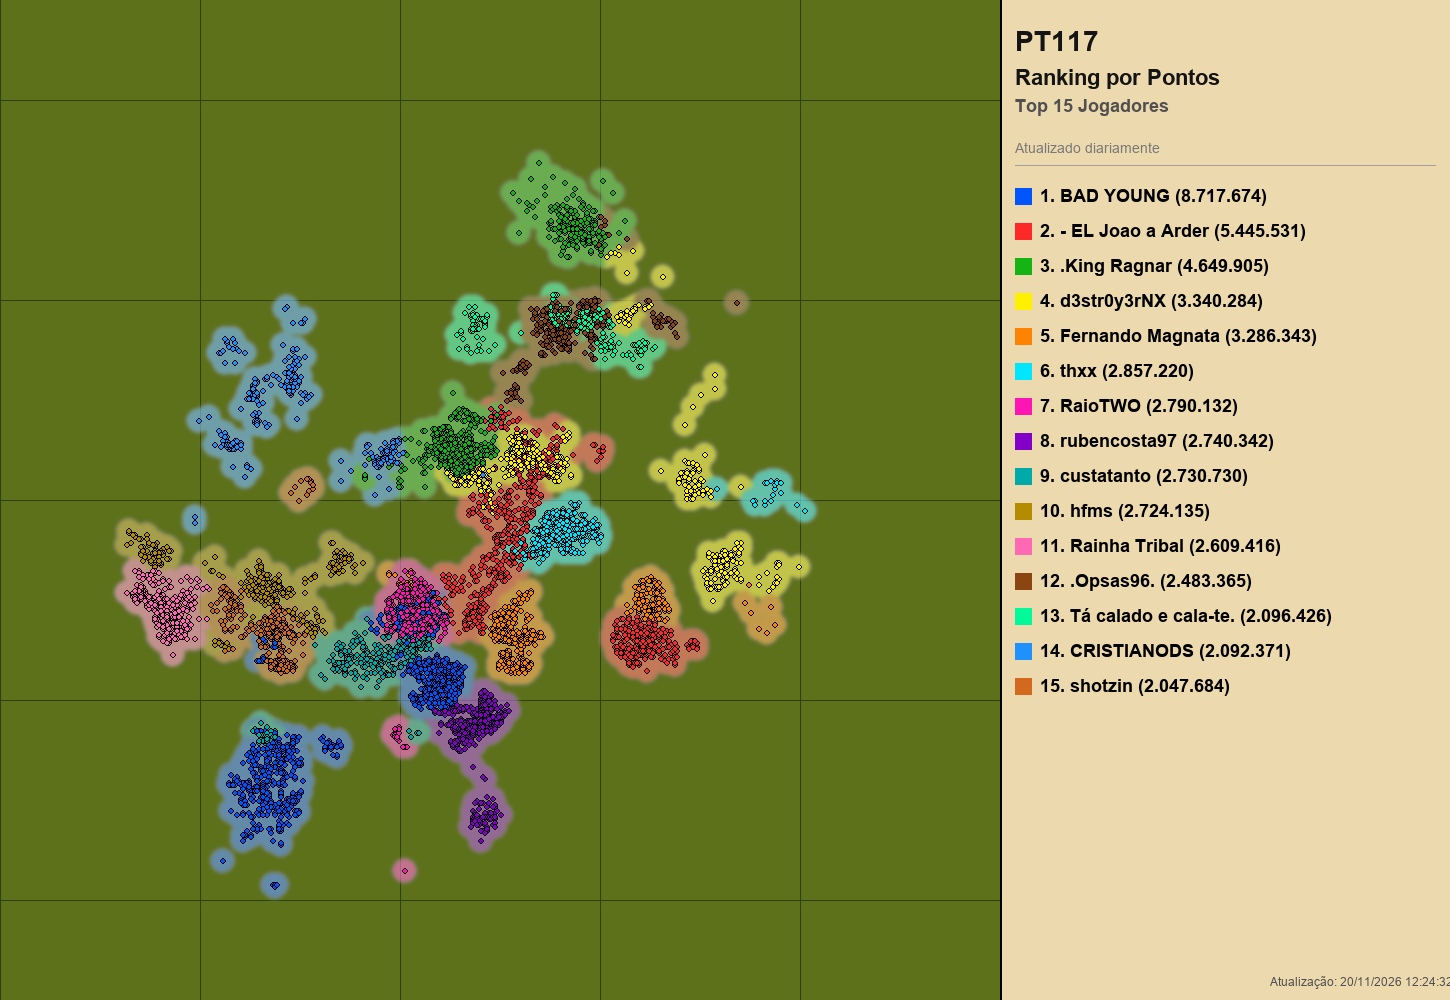 PT117
Ranking por Pontos
Top 15 Jogadores
Atualizado diariamente
1. BAD YOUNG (8.717.674)
2. - EL Joao a Arder (5.445.531)
3. .King Ragnar (4.649.905)
4. d3str0y3rNX (3.340.284)
5. Fernando Magnata (3.286.343)
6. thxx (2.857.220)
7. RaioTWO (2.790.132)
8. rubencosta97 (2.740.342)
9. custatanto (2.730.730)
10. hfms (2.724.135)
11. Rainha Tribal (2.609.416)
12. .Opsas96. (2.483.365)
13. Tá calado e cala-te. (2.096.426)
14. CRISTIANODS (2.092.371)
15. shotzin (2.047.684)
Atualização: 20/11/2026 12:24:32